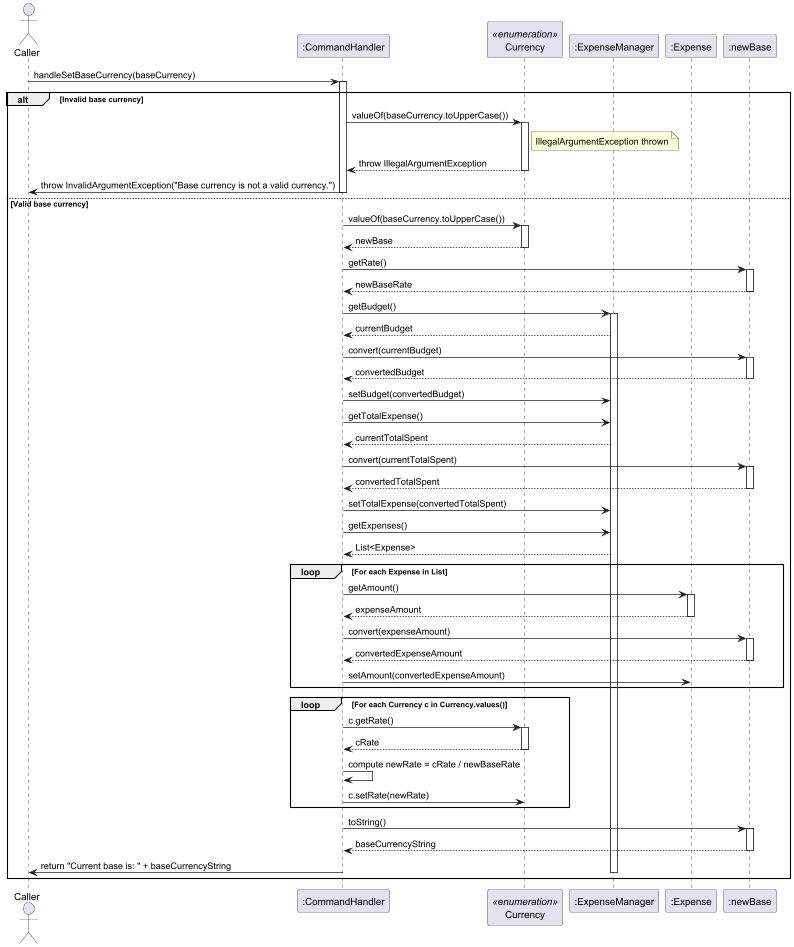 Caller
:CommandHandler
«enumeration»
Currency
:ExpenseManager
:Expense
:newBase
handleSetBaseCurrency(baseCurrency)
alt
[Invalid base currency]
valueOf(baseCurrency.toUpperCase())
IllegalArgumentException thrown
throw IllegalArgumentException
throw InvalidArgumentException("Base currency is not a valid currency.")
[Valid base currency]
valueOf(baseCurrency.toUpperCase())
newBase
getRate()
newBaseRate
getBudget()
currentBudget
convert(currentBudget)
convertedBudget
setBudget(convertedBudget)
getTotalExpense()
currentTotalSpent
convert(currentTotalSpent)
convertedTotalSpent
setTotalExpense(convertedTotalSpent)
getExpenses()
List<Expense>
loop
[For each Expense in List]
getAmount()
expenseAmount
convert(expenseAmount)
convertedExpenseAmount
setAmount(convertedExpenseAmount)
loop
[For each Currency c in Currency.values()]
c.getRate()
cRate
compute newRate = cRate / newBaseRate
c.setRate(newRate)
toString()
baseCurrencyString
return "Current base is: " + baseCurrencyString
Caller
:CommandHandler
«enumeration»
Currency
:ExpenseManager
:Expense
:newBase